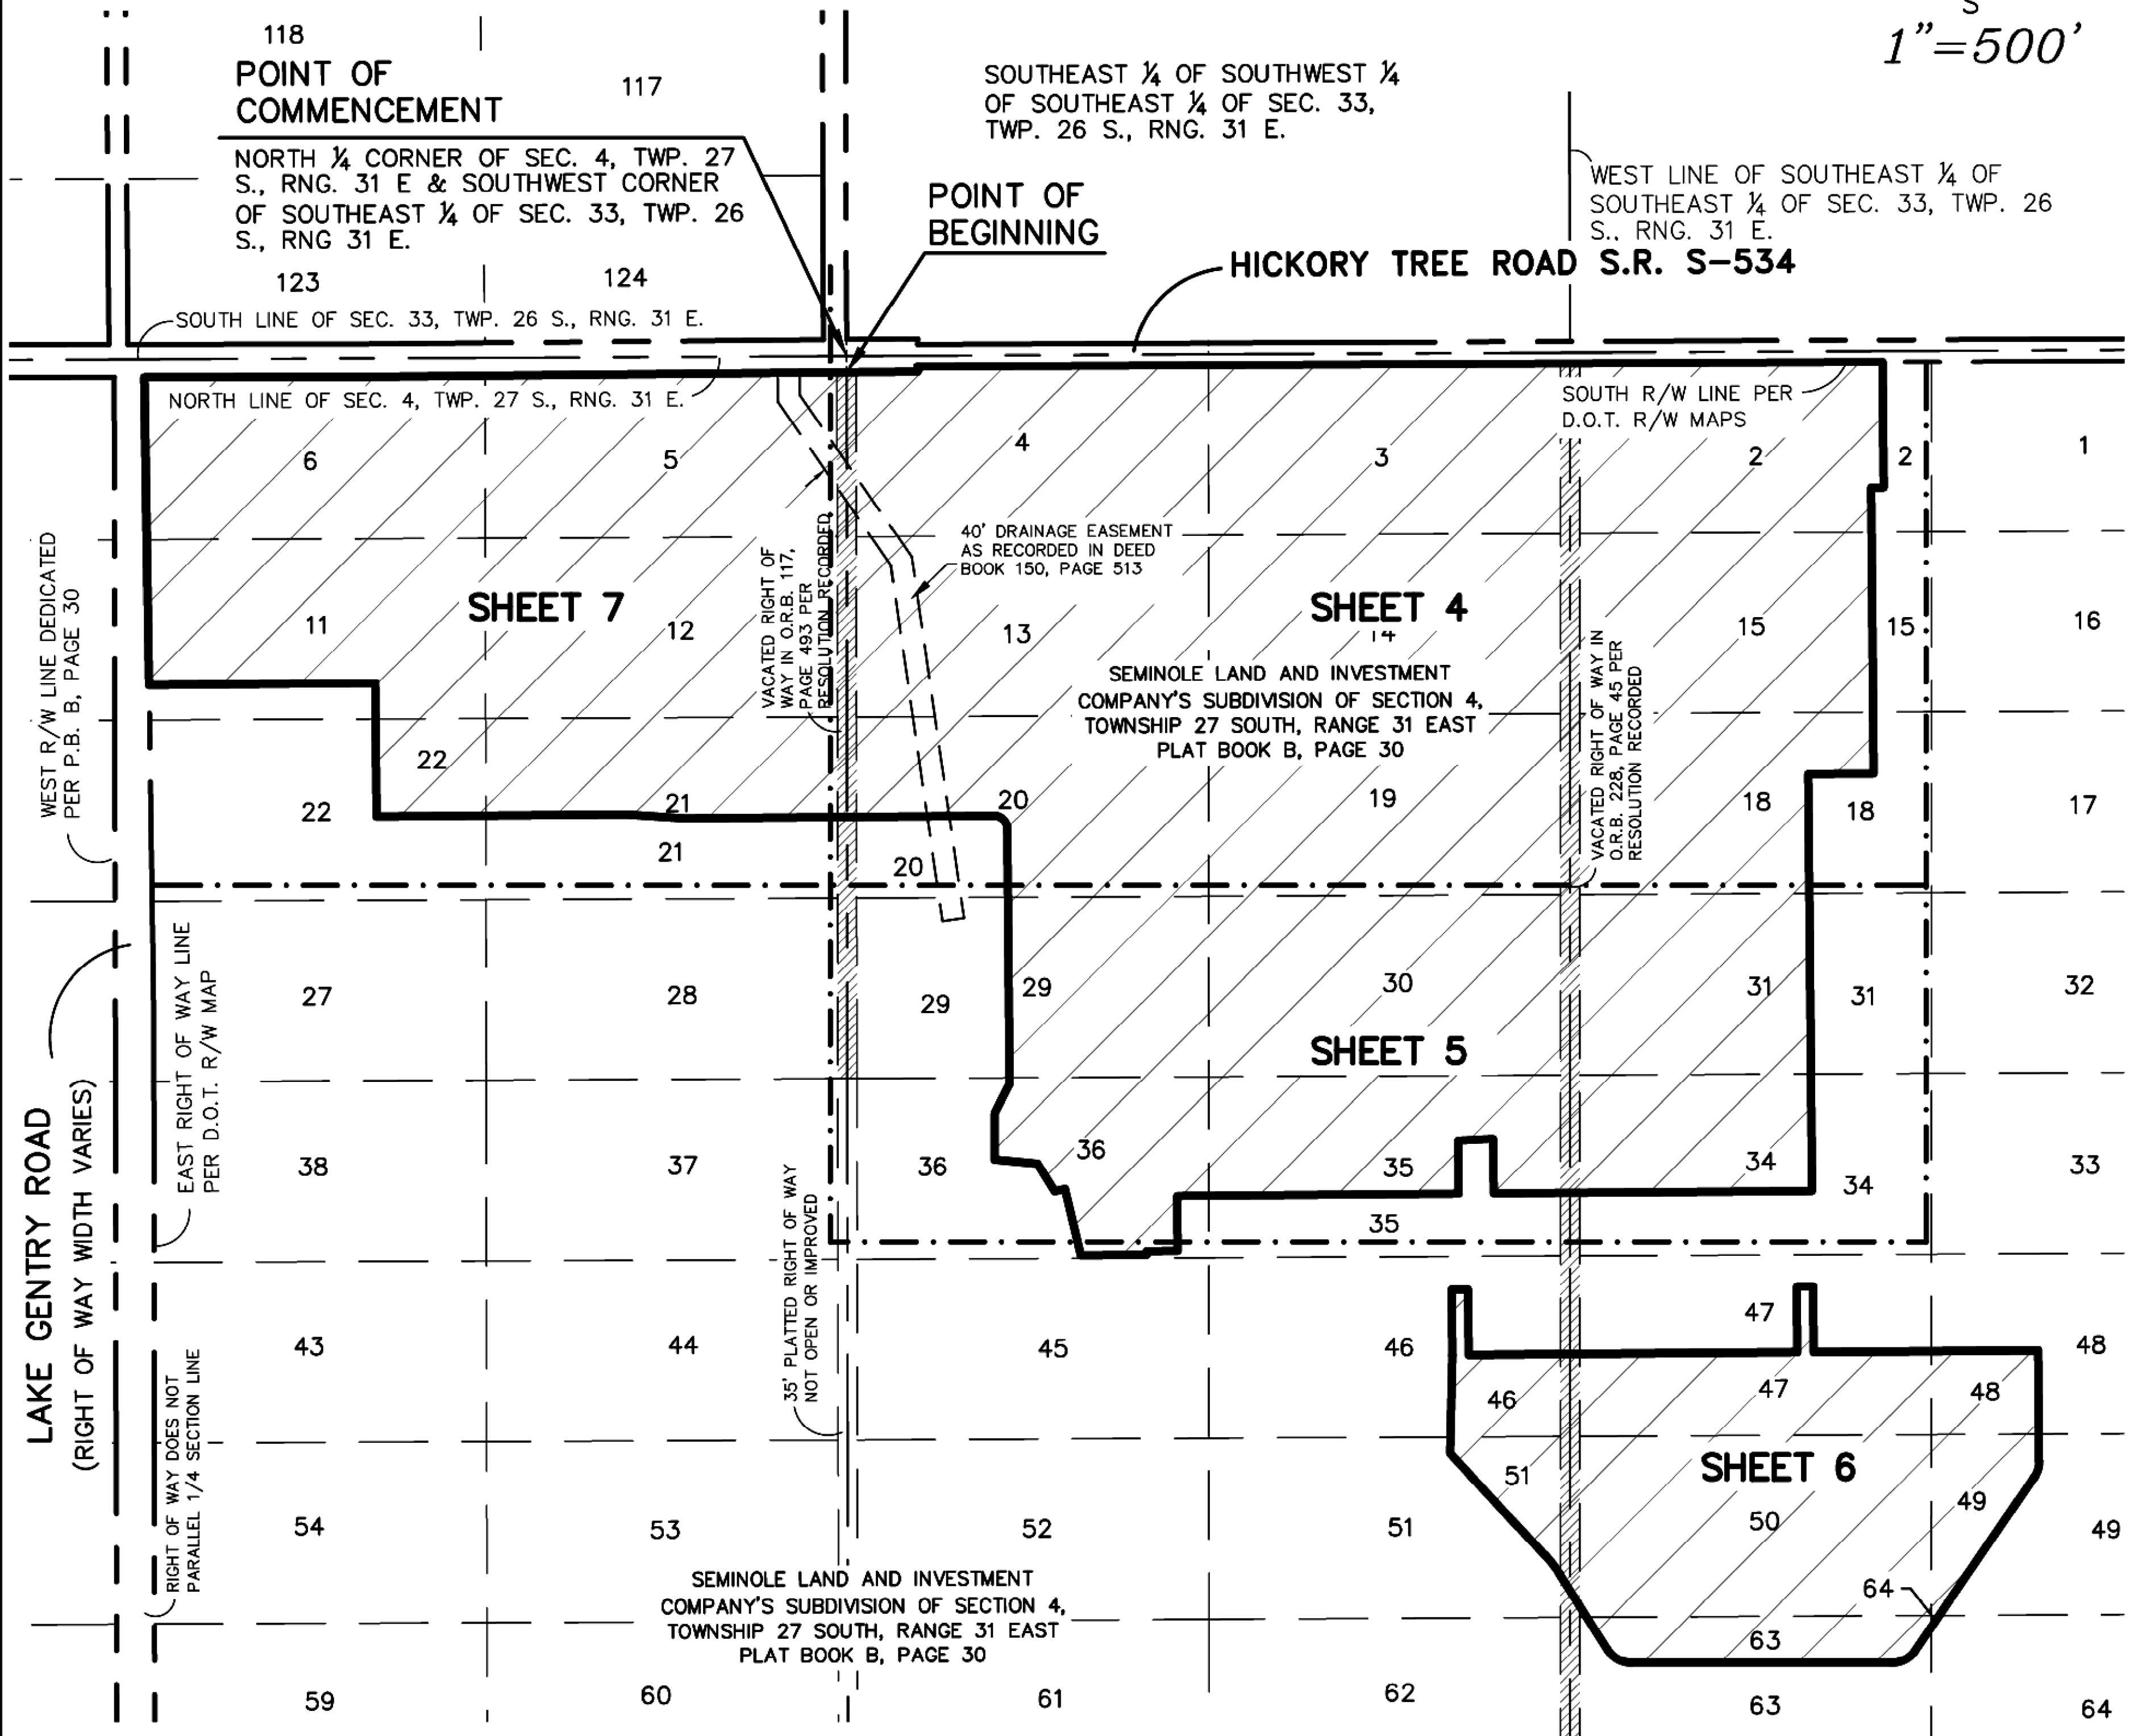 S
1"=500'
118
117
POINT OF
COMMENCEMENT
NORTH ¼ CORNER OF SEC. 4, TWP. 27
S., RNG. 31 E & SOUTHWEST CORNER
OF SOUTHEAST ¼ OF SEC. 33, TWP. 26
S., RNG 31 E.
SOUTHEAST ¼ OF SOUTHWEST ¼
OF SOUTHEAST ¼ OF SEC. 33,
TWP. 26 S., RNG. 31 E.
WEST LINE OF SOUTHEAST ¼ OF
SOUTHEAST ¼ OF SEC. 33, TWP. 26
S., RNG. 31 E.
POINT OF
BEGINNING
HICKORY TREE ROAD S.R. S-534
123
124
SOUTH LINE OF SEC. 33, TWP. 26 S., RNG. 31 E.
NORTH LINE OF SEC. 4, TWP. 27 S., RNG. 31 E.
SOUTH R/W LINE PER
D.O.T. R/W MAPS
6
5
4
3
2
2
1
WEST R/W LINE DEDICATED
PER P.B. B, PAGE 30
VACATED RIGHT OF
WAY IN O.R.B. 117,
PAGE 493 PER
RESOLUTION RECORDED
40' DRAINAGE EASEMENT
AS RECORDED IN DEED
BOOK 150, PAGE 513
SHEET 7
SHEET 4
11
12
13
14
15
15
16
SEMINOLE LAND AND INVESTMENT
COMPANY'S SUBDIVISION OF SECTION 4,
TOWNSHIP 27 SOUTH, RANGE 31 EAST
PLAT BOOK B, PAGE 30
VACATED RIGHT OF WAY IN
O.R.B. 228, PAGE 45 PER
RESOLUTION RECORDED
22
22
21
21
20
20
19
18
18
17
EAST RIGHT OF WAY LINE
PER D.O.T. R/W MAP
27
28
29
29
30
31
31
32
SHEET 5
LAKE GENTRY ROAD
(RIGHT OF WAY WIDTH VARIES)
38
37
36
36
35
35
34
34
33
35' PLATTED RIGHT OF WAY
NOT OPEN OR IMPROVED
RIGHT OF WAY DOES NOT
PARALLEL 1/4 SECTION LINE
43
44
45
46
46
47
47
48
48
SHEET 6
54
53
52
51
51
50
49
49
64
SEMINOLE LAND AND INVESTMENT
COMPANY'S SUBDIVISION OF SECTION 4,
TOWNSHIP 27 SOUTH, RANGE 31 EAST
PLAT BOOK B, PAGE 30
63
59
60
61
62
63
64